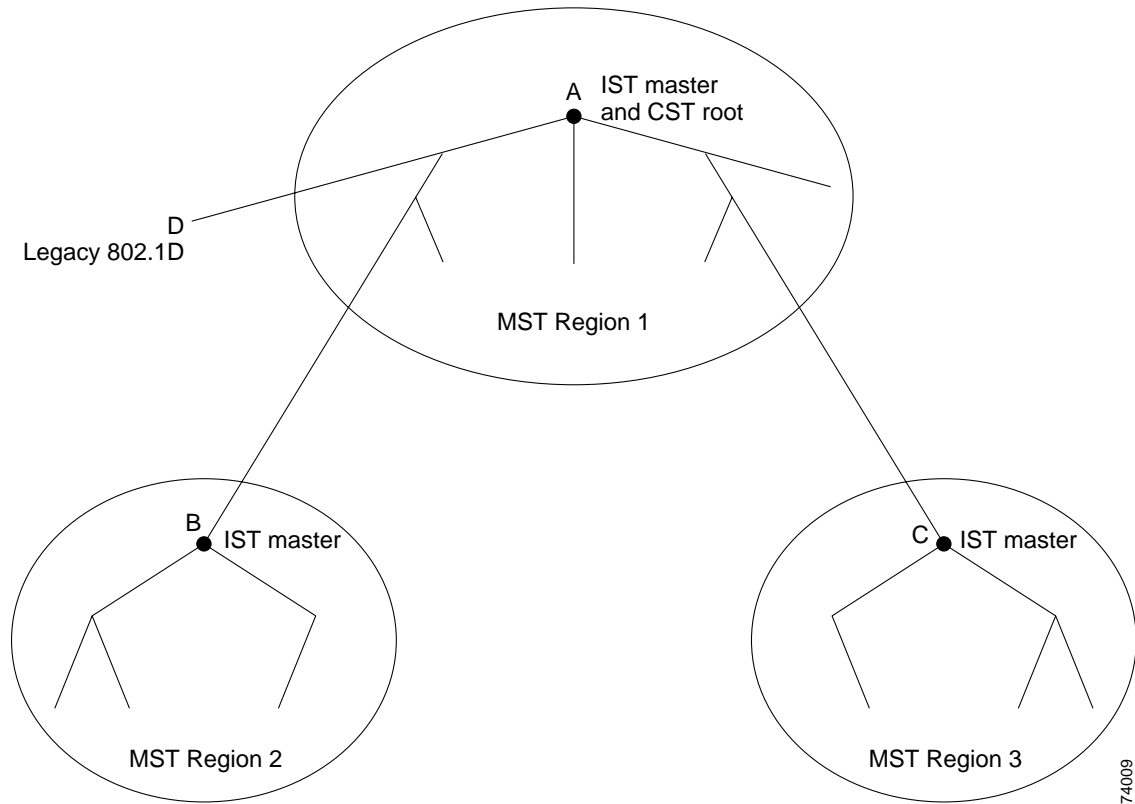 A
IST master
and CST root
D
Legacy 802.1D
MST Region 1
B
IST master
C
IST master
MST Region 2
MST Region 3
74009